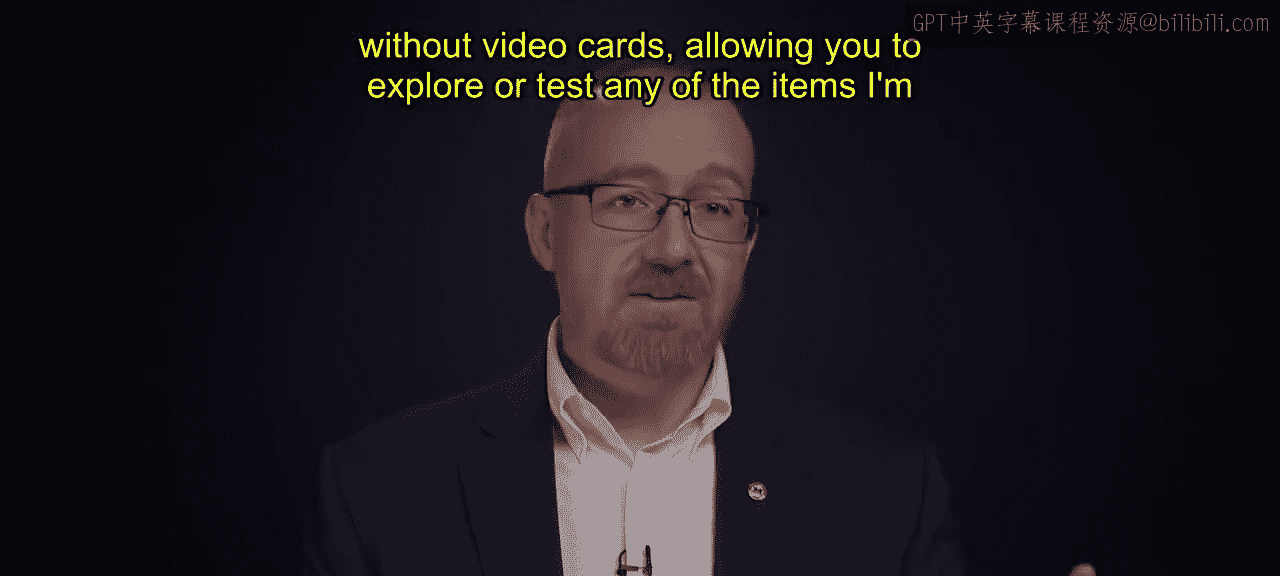 GPT中英字幕课程资源@bilibili.com
without video cards, allowing you to
explore or test any of the items I'm